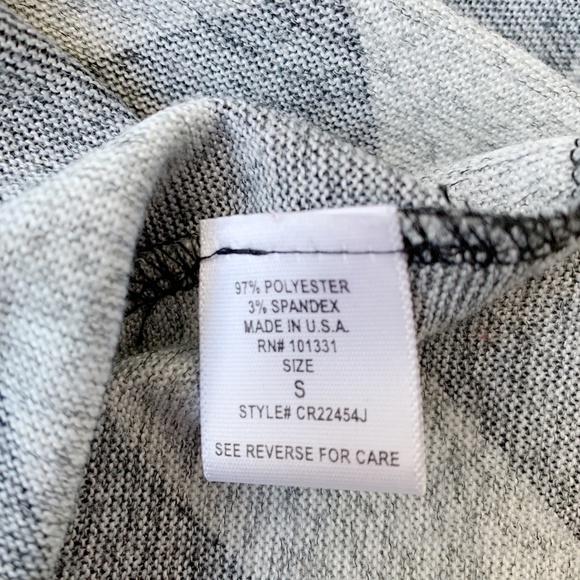 97% POLYESTER
3% SPANDEX
MADE IN U.S.A.
RN# 101331
SIZE
S
STYLE# CR22454J
SEE REVERSE FOR CARE